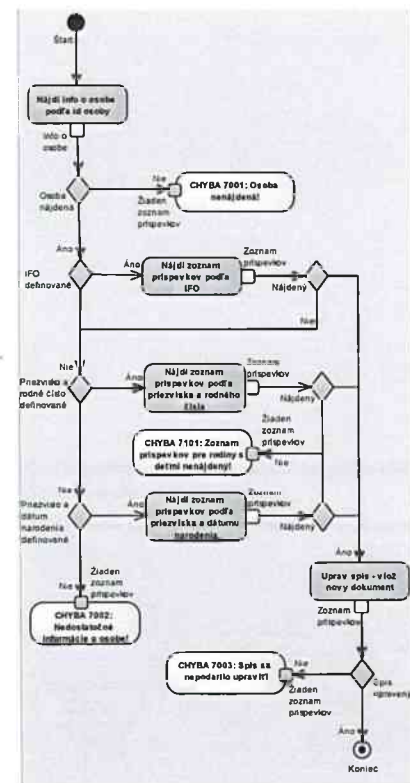 Štart
Nájdi info o osobe
podľa id osoby
Info o
osobe
Osoba
nájdená
Nie
Žiaden
zoznam
príspevkov
CHYBA 7001: Osoba
nenájdená!
Áno
IFO
definované
Áno
Nájdi zoznam
príspevkov podľa
IFO
Zoznam
príspevkov
Nájdený
Nie
Nie
Priezvisko a
rodné číslo
definované
Áno
Nájdi zoznam
príspevkov podľa
priezviska a rodného
čísla
Zoznam
príspevkov
Nájdený
CHYBA 7101: Zoznam
príspevkov pre rodiny s
deťmi nenájdený!
Žiaden
zoznam
príspevkov
Nie
Nie
Priezvisko a
dátum
narodenia
definované
Áno
Nájdi zoznam
príspevkov podľa
priezviska a dátumu
narodenia
Zoznam
príspevkov
Nájdený
Nie
Žiaden
zoznam
príspevkov
CHYBA 7002:
Nedostatočné
informácie o osobe!
Áno
Uprav spis - vlož
nový dokument
Zoznam
príspevkov
CHYBA 7003: Spis sa
nepodarilo upraviť!
Nie
Žiaden
zoznam
príspevkov
Spis
upravený
Áno
Koniec